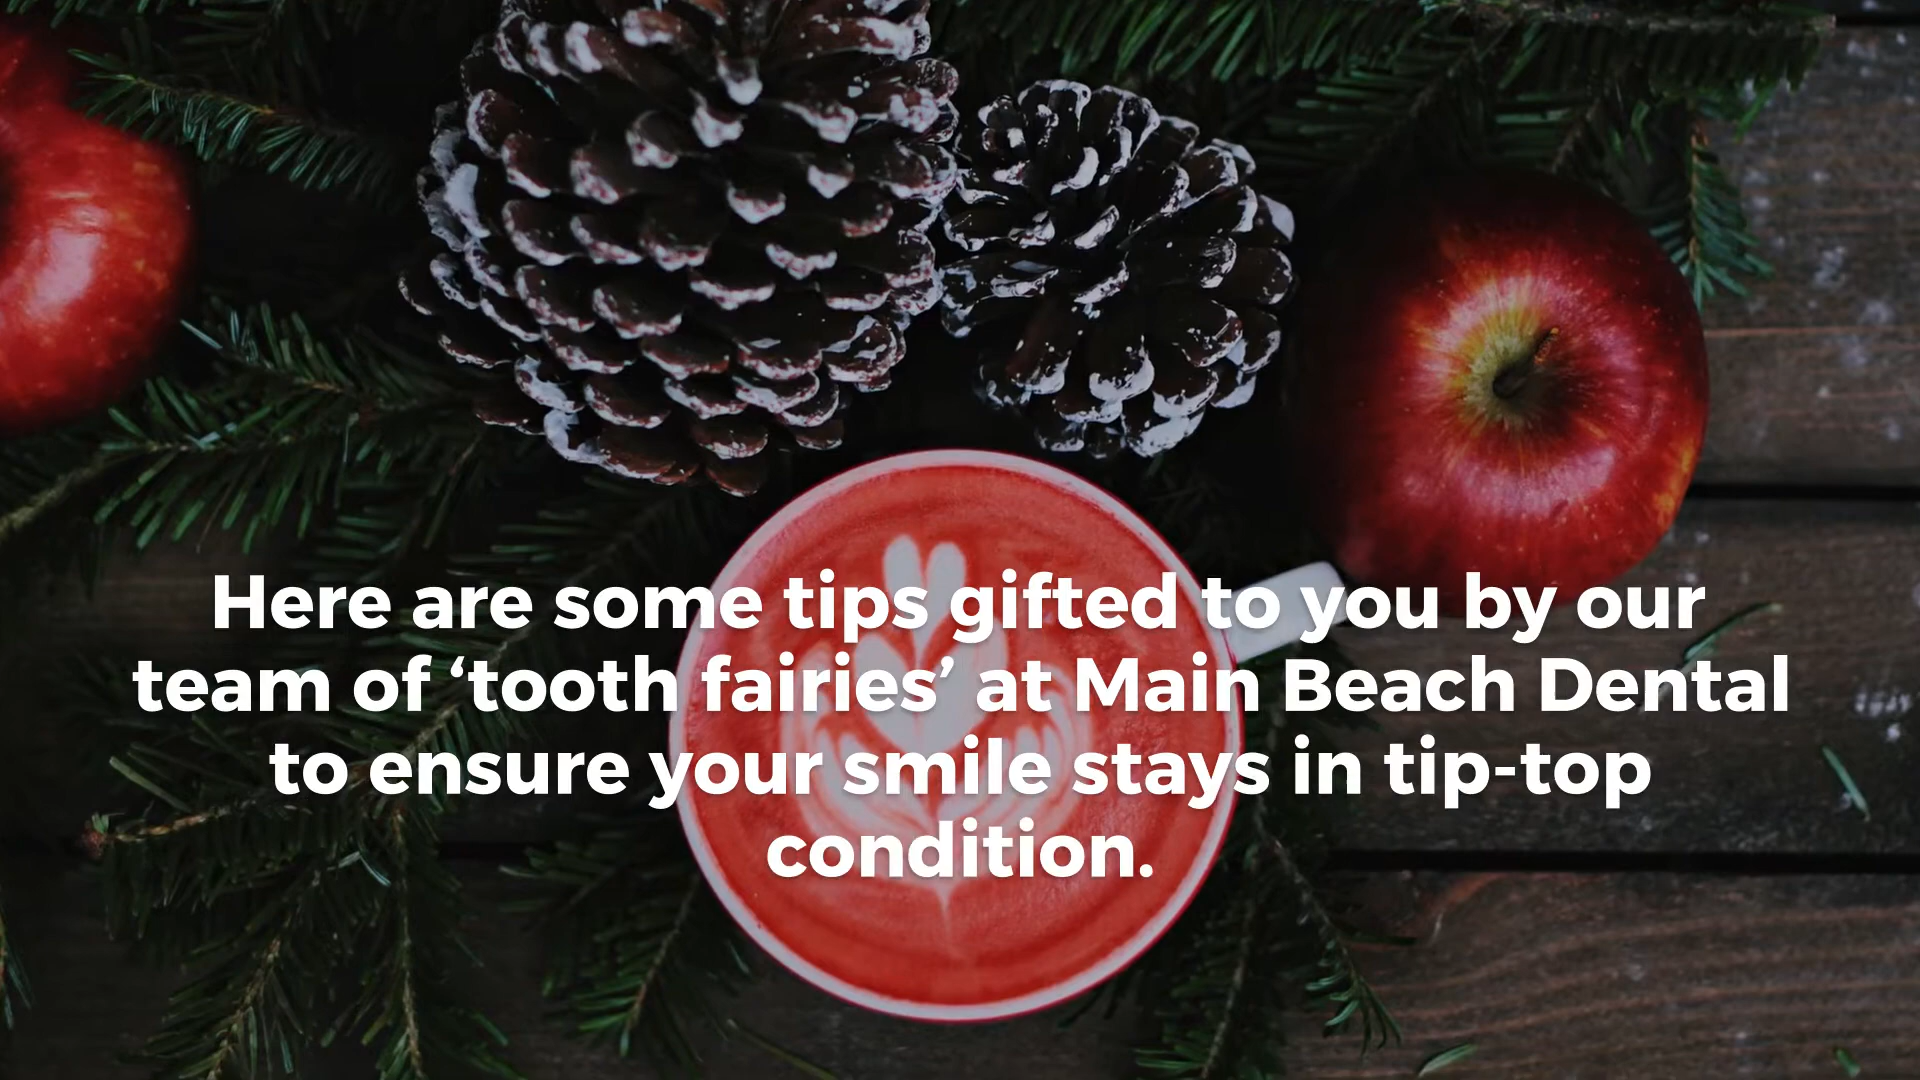 Here are some tips gifted to you by our
team of ‘tooth fairies’ at Main Beach Dental
to ensure your smile stays in tip-top
condition.